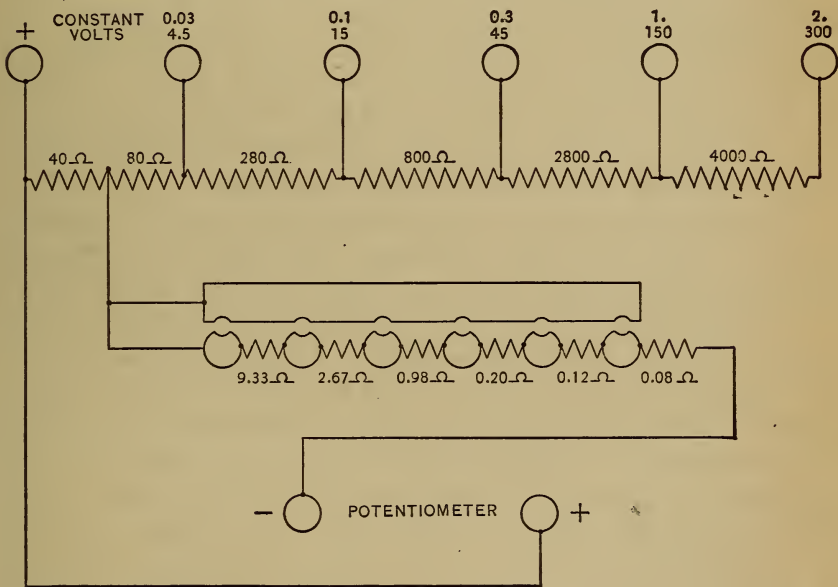 CONSTANT 0.03 0.1 0.3 1. 2.
+ VOLTS 4.5 15 45 150 300
40Ω 80Ω 280Ω 800Ω 2800Ω 4000Ω
9.33Ω 2.67Ω 0.98Ω 0.20Ω 0.12Ω 0.08Ω
- POTENTIOMETER +